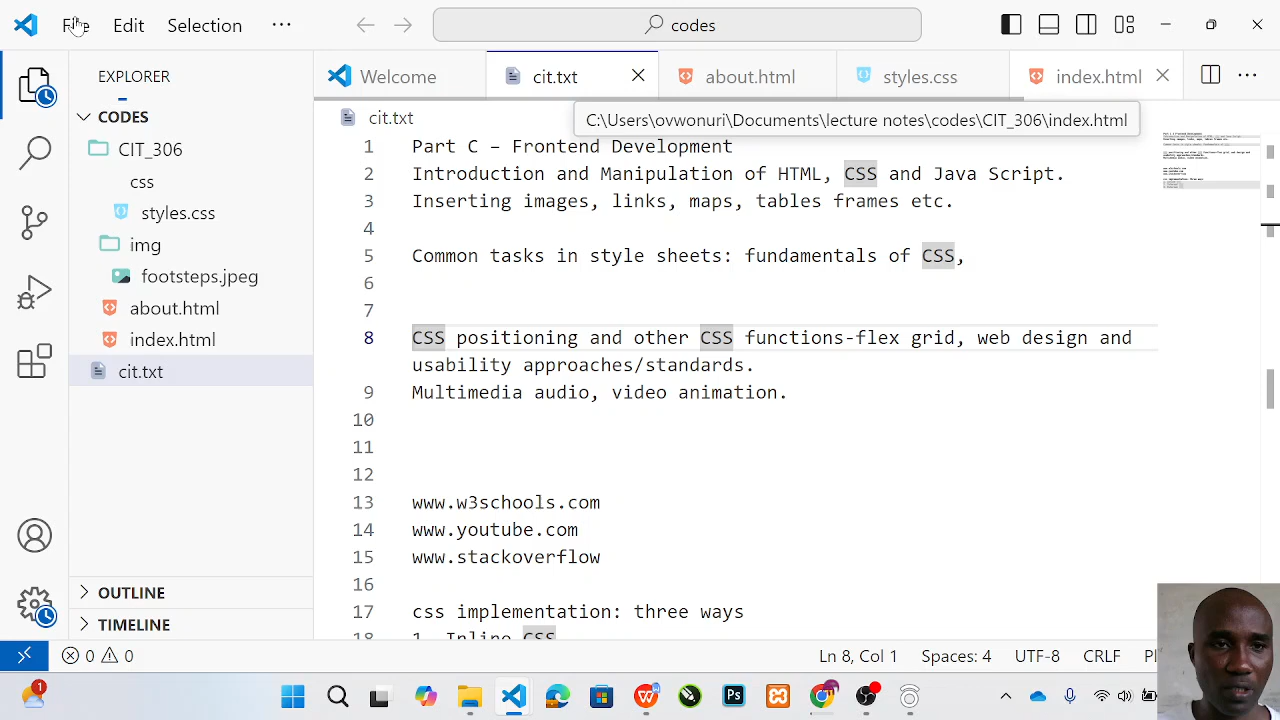 File Edit Selection ··· codes
EXPLORER
CODES
CIT_306
css
styles.css
img
footsteps.jpeg
about.html
index.html
cit.txt
OUTLINE
TIMELINE
Welcome cit.txt about.html styles.css index.html
cit.txt
C:\Users\ovwonuri\Documents\lecture notes\codes\CIT_306\index.html
1 Part C : Frontend Development
2 Introduction and Manipulation of HTML, CSS and Java Script.
3 Inserting images, links, maps, tables frames etc.
4
5 Common tasks in style sheets: fundamentals of CSS,
6
7
8 CSS positioning and other CSS functions-flex grid, web design and
usability approaches/standards.
9 Multimedia audio, video animation.
10
11
12
13 www.w3schools.com
14 www.youtube.com
15 www.stackoverflow
16
17 css implementation: three ways
18 1. Inline CSS
0 0 Ln 8, Col 1 Spaces: 4 UTF-8 CRLF
1